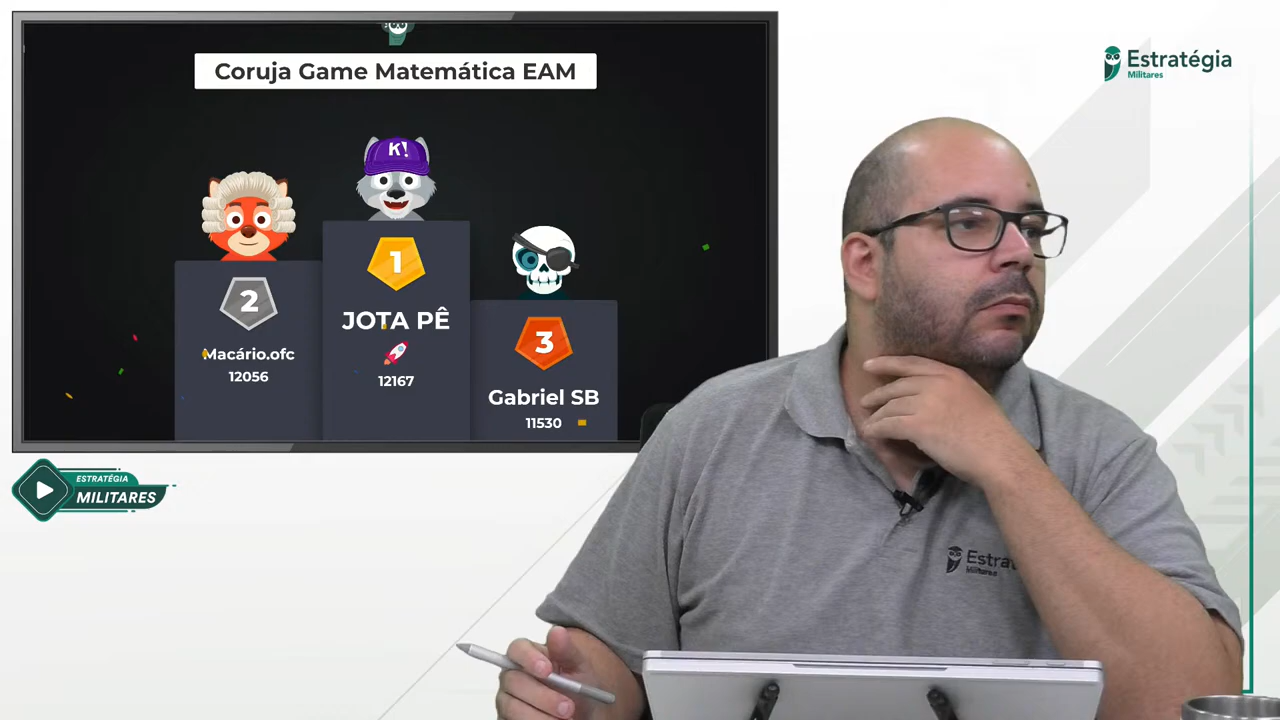 Coruja Game Matemática EAM
K!
1
JOTA PÊ
12167
2
Macário.ofc
12056
3
Gabriel SB
11530
ESTRATÉGIA
MILITARES
Estratégia
Militares
Militares